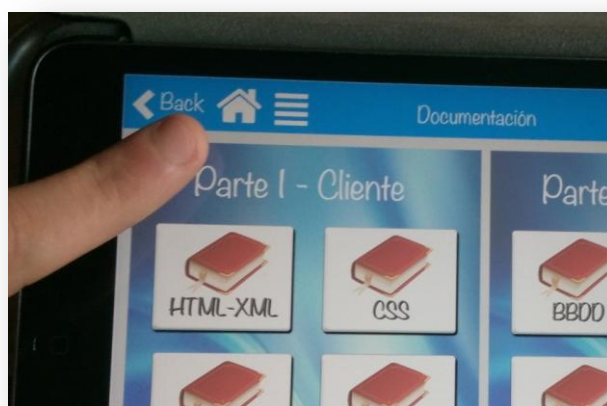 Back
Documentación
Parte I - Cliente
Parte
HTML-XML
CSS
BBDD